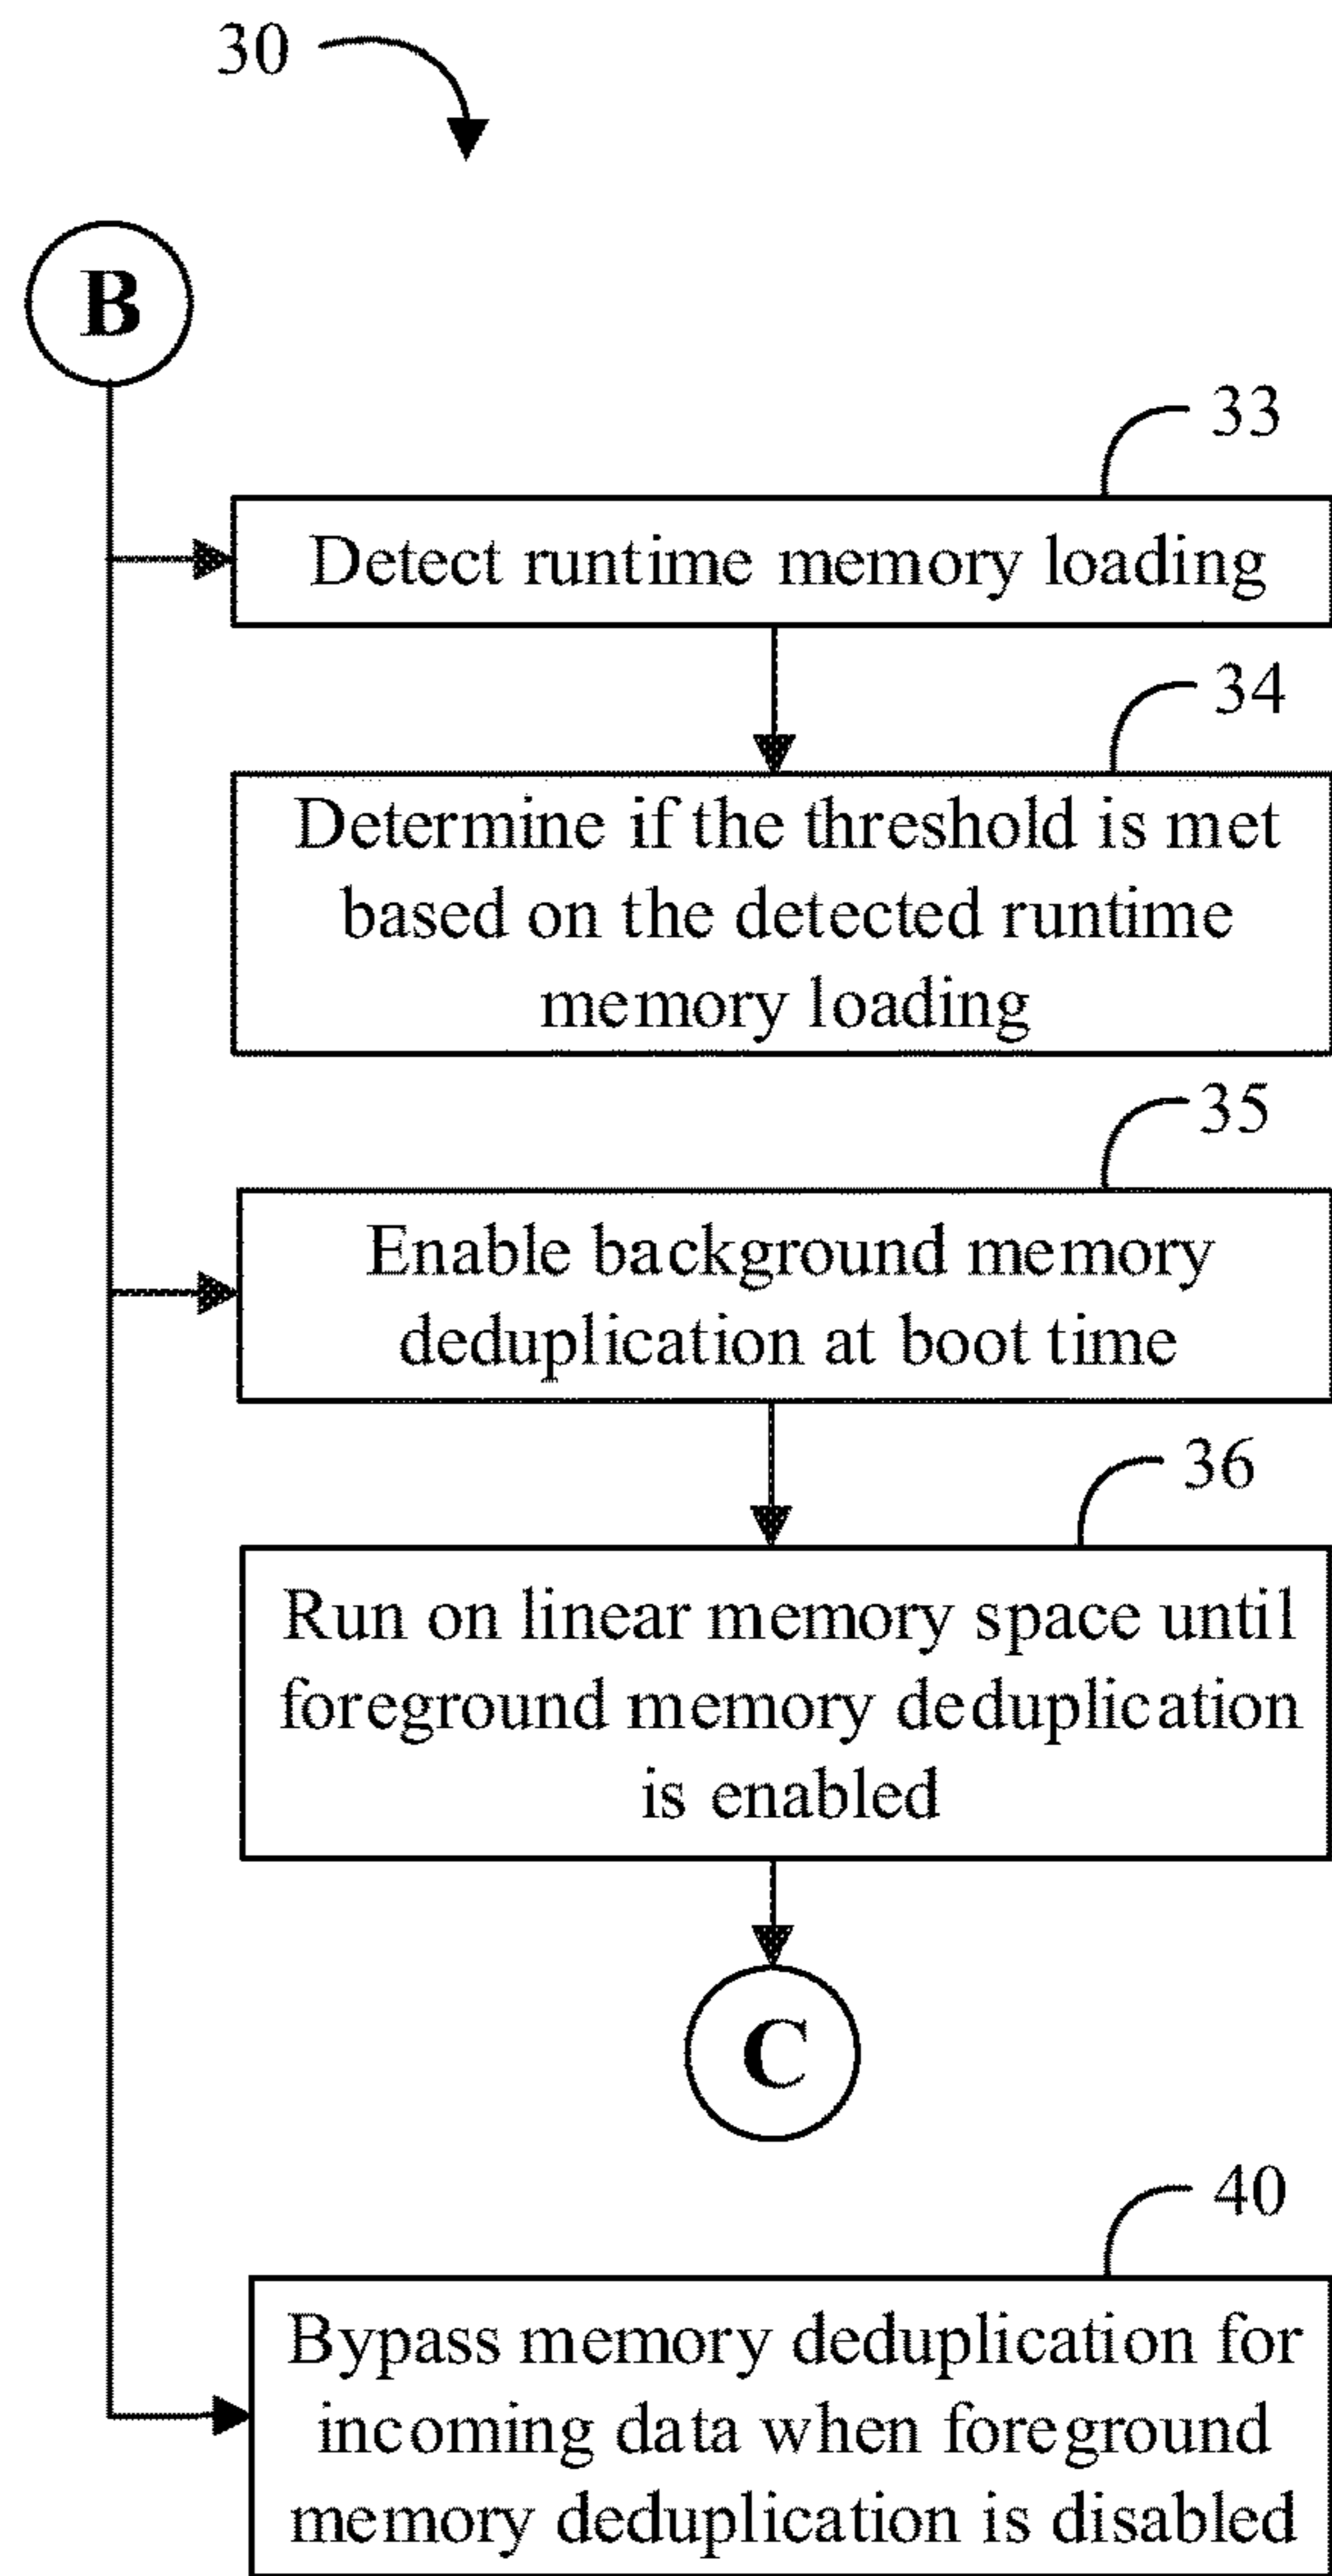 30
B
33
Detect runtime memory loading
34
Determine if the threshold is met
based on the detected runtime
memory loading
35
Enable background memory
deduplication at boot time
36
Run on linear memory space until
foreground memory deduplication
is enabled
C
40
Bypass memory deduplication for
incoming data when foreground
memory deduplication is disabled